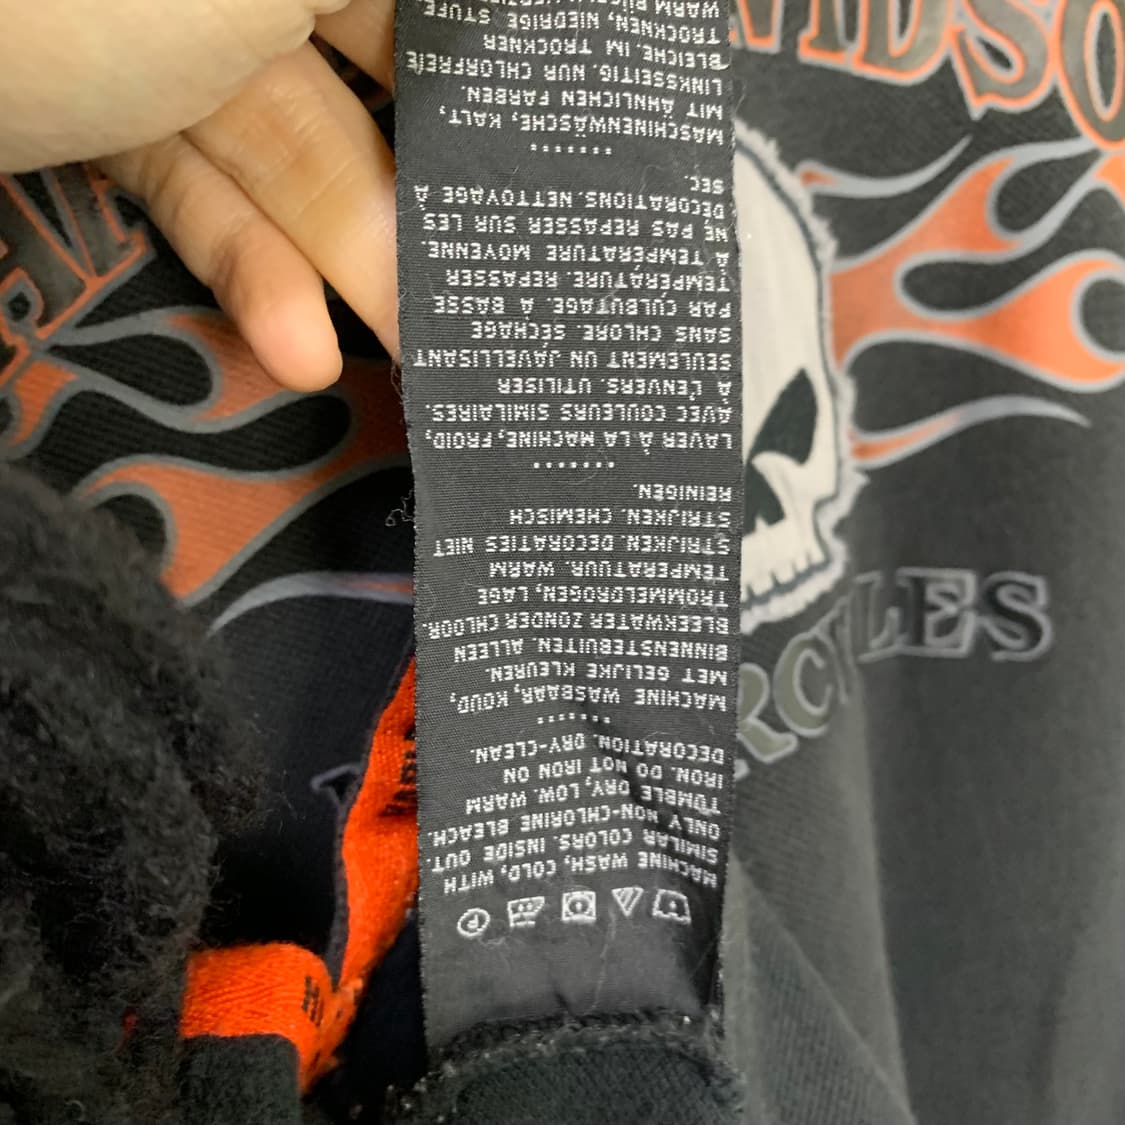 MACHINE WASH, COLD, WITH
SIMILAR COLORS. INSIDE OUT.
ONLY NON-CHLORINE BLEACH.
TUMBLE DRY, LOW. WARM
IRON. DO NOT IRON ON
DECORATION. DRY-CLEAN.
*******
MACHINE WASBAAR, KOUD,
MET GELIJKE KLEUREN.
BINNENSTEBUITEN. ALLEEN
BLEEKWATER ZONDER CHLOOR.
TROMMELDROGEN, LAGE
TEMPERATUUR. WARM
STRIJKEN. DECORATIES NIET
STRIJKEN. CHEMISCH
REINIGEN.
*******
LAVER À LA MACHINE, FROID,
AVEC COULEURS SIMILAIRES.
À L'ENVERS. UTILISER
SEULEMENT UN JAVELLISANT
SANS CHLORE. SÉCHAGE
PAR CULBUTAGE. À BASSE
TEMPÉRATURE. REPASSER
À TEMPÉRATURE MOYENNE.
NE PAS REPASSER SUR LES
DÉCORATIONS. NETTOYAGE À
SEC.
*******
MASCHINENWÄSCHE, KALT,
MIT ÄHNLICHEN FARBEN.
LINKSSEITIG. NUR CHLORFREIE
BLEICHE. IM TROCKNER
TROCKNEN, NIEDRIGE STUFE.
WARM
VIDSO
RCYCLES